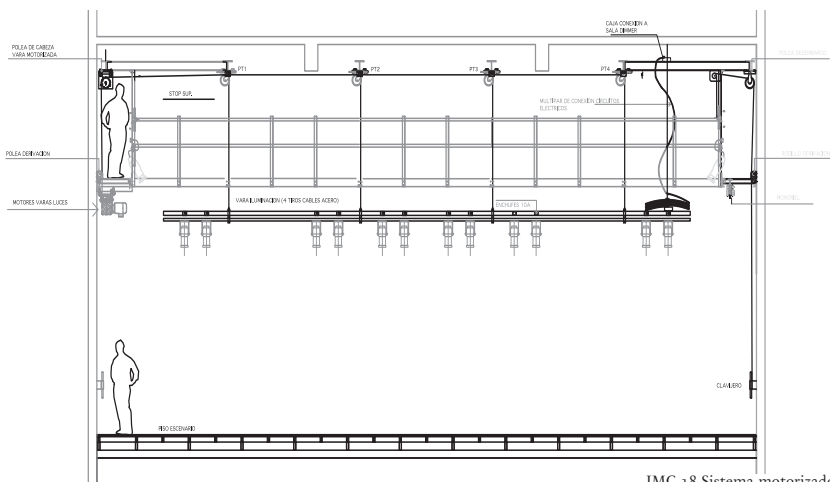 CAJA CONEXION A
SALA DIMMER
POLEA DE CABEZA
VARA MOTORIZADA
PT1
PT2
PT3
PT4
STOP SUP.
MULTIPAR DE CONEXION CIRCUITOS
ELECTRICOS
POLEA DERIVACION
MOTORES VARAS LUCES
VARA ILUMINACION (4 TIROS CABLES ACERO)
ENCHUFES 10A
CLAVIJERO
PISO ESCENARIO
IMG 18 Sistema motorizado